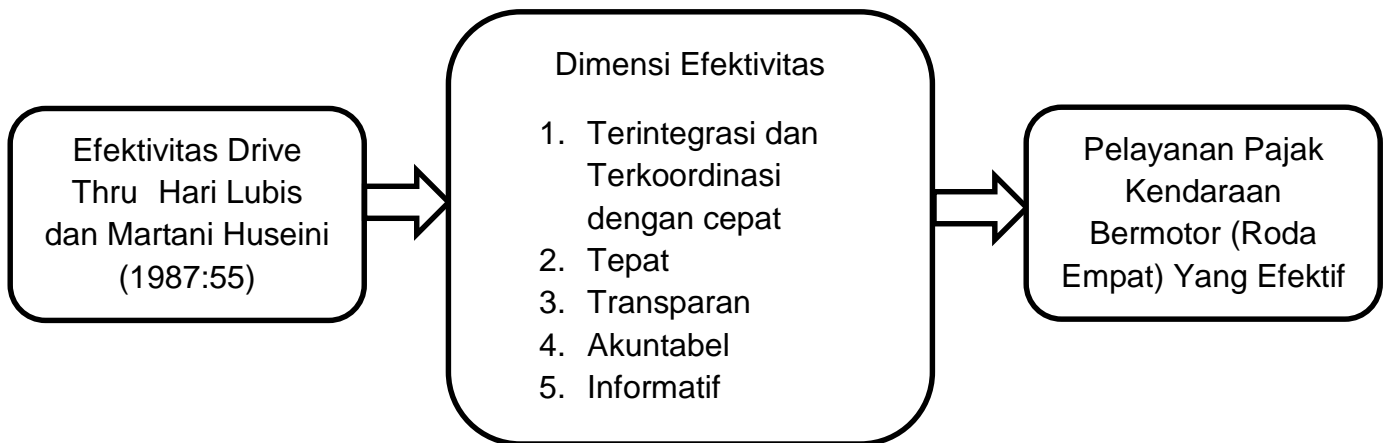 Efektivitas Drive
Thru Hari Lubis
dan Martani Huseini
(1987:55)
Dimensi Efektivitas
1. Terintegrasi dan
Terkoordinasi
dengan cepat
2. Tepat
3. Transparan
4. Akuntabel
5. Informatif
Pelayanan Pajak
Kendaraan
Bermotor (Roda
Empat) Yang Efektif